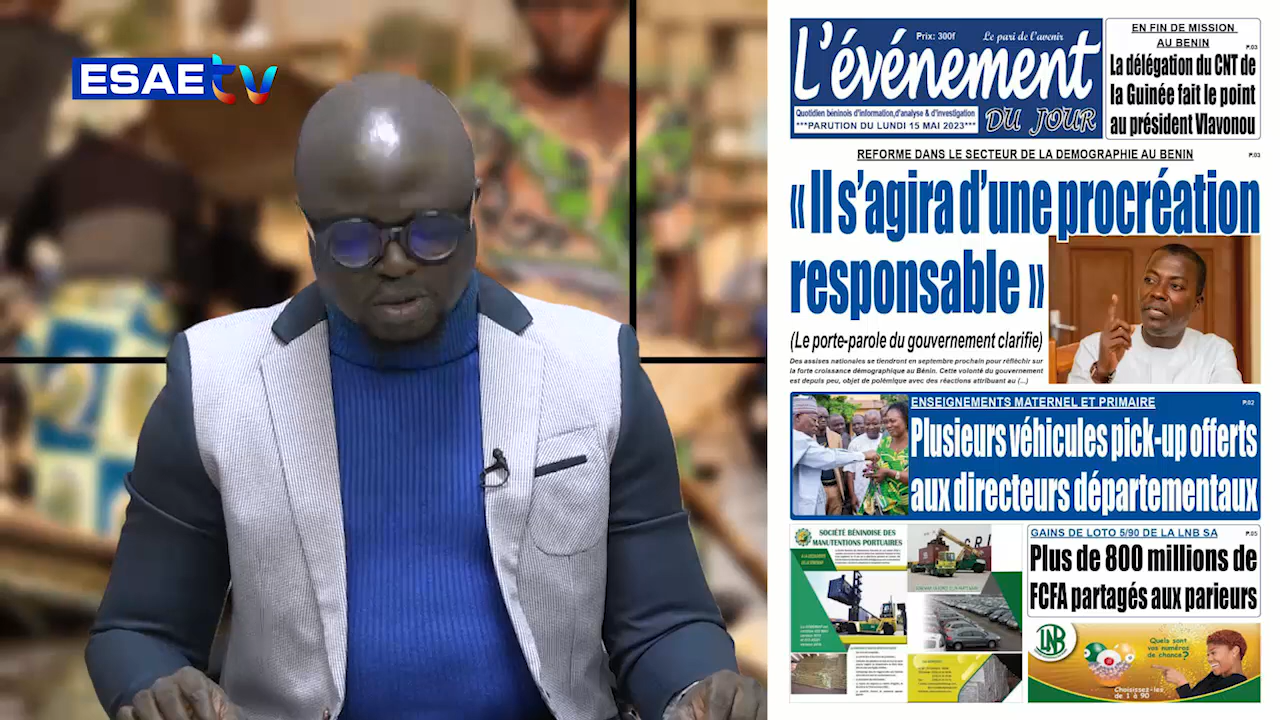 ESAE tv
Prix: 300f
Le pari de l'avenir
L'événement
DU JOUR
Quotidien béninois d'information,d'analyse & d'investigation
***PARUTION DU LUNDI 15 MAI 2023***
EN FIN DE MISSION
AU BENIN
P.03
La délégation du CNT de
la Guinée fait le point
au président Vlavonou
REFORME DANS LE SECTEUR DE LA DEMOGRAPHIE AU BENIN
P.03
« Il s'agira d'une procréation
responsable »
(Le porte-parole du gouvernement clarifie)
Des assises nationales se tiendront en septembre prochain pour réfléchir sur
la forte croissance démographique au Bénin. Cette volonté du gouvernement
est depuis peu, objet de polémique avec des réactions attribuant au (...)
ENSEIGNEMENTS MATERNEL ET PRIMAIRE
P.02
Plusieurs véhicules pick-up offerts
aux directeurs départementaux
SOCIÉTÉ BÉNINOISE DES
MANUTENTIONS PORTUAIRES
GAINS DE LOTO 5/90 DE LA LNB SA
P.05
Plus de 800 millions de
FCFA partagés aux parieurs
LNB
Quels sont
vos numéros
de chance?
Choisissez-les
de 1 à 90